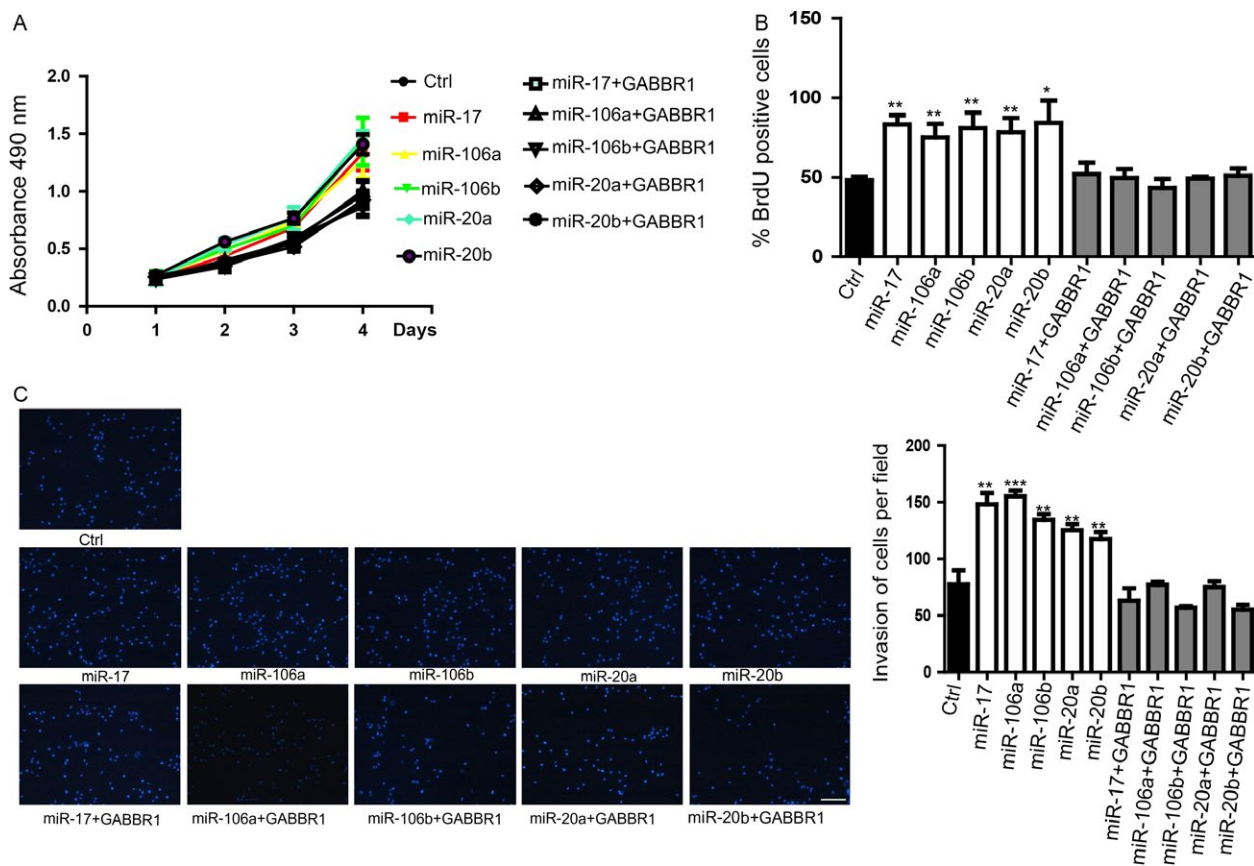 A
Absorbance 490 nm
2.0
1.5
1.0
0.5
0.0
0 1 2 3 4 Days
Ctrl
miR-17
miR-106a
miR-106b
miR-20a
miR-20b
miR-17+GABBR1
miR-106a+GABBR1
miR-106b+GABBR1
miR-20a+GABBR1
miR-20b+GABBR1
B
% BrdU positive cells
150
100
50
0
** ** ** ** *
Ctrl
miR-17
miR-106a
miR-106b
miR-20a
miR-20b
miR-17+GABBR1
miR-106a+GABBR1
miR-106b+GABBR1
miR-20a+GABBR1
miR-20b+GABBR1
C
Ctrl
miR-17 miR-106a miR-106b miR-20a miR-20b
miR-17+GABBR1 miR-106a+GABBR1 miR-106b+GABBR1 miR-20a+GABBR1 miR-20b+GABBR1
Invasion of cells per field
200
150
100
50
0
** *** ** ** **
Ctrl
miR-17
miR-106a
miR-106b
miR-20a
miR-20b
miR-17+GABBR1
miR-106a+GABBR1
miR-106b+GABBR1
miR-20a+GABBR1
miR-20b+GABBR1